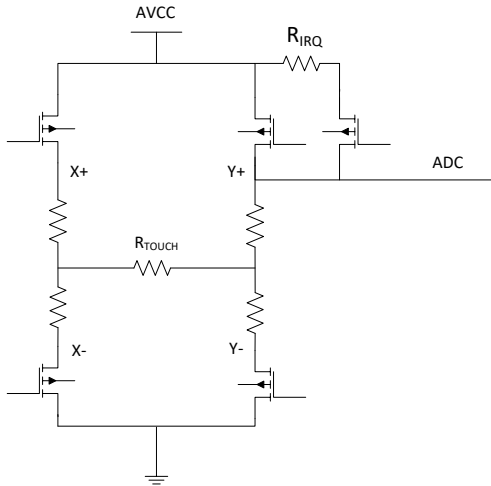 AVCC
RIRQ
X+
Y+
ADC
RTOUCH
X-
Y-